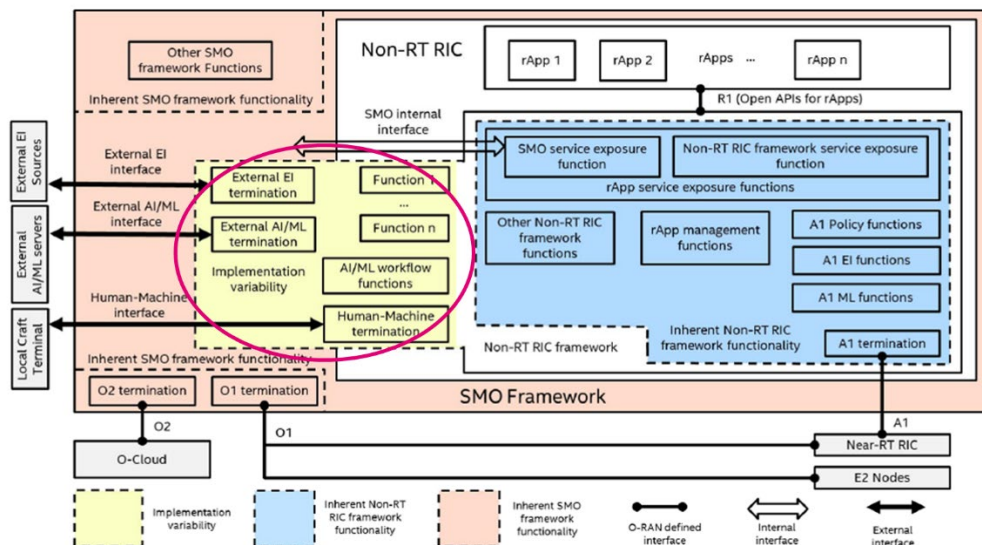 Other SMO
framework Functions
Inherent SMO framework functionality
Non-RT RIC
rApp 1
rApp 2
rApps ...
rApp n
R1 (Open APIs for rApps)
SMO internal
interface
External EI
Sources
External EI
interface
External AI/ML
servers
External AI/ML
interface
Local Craft
Terminal
Human-Machine
interface
External EI
termination
External AI/ML
termination
Implementation
variability
Function 1
...
Function n
AI/ML workflow
functions
Human-Machine
termination
SMO service exposure
function
Non-RT RIC framework service exposure
function
rApp service exposure functions
Other Non-RT RIC
framework
functions
rApp management
functions
A1 Policy functions
A1 EI functions
A1 ML functions
Inherent Non-RT RIC
framework functionality
A1 termination
Non-RT RIC framework
Inherent SMO framework functionality
O2 termination
O1 termination
SMO Framework
O2
O1
A1
O-Cloud
Near-RT RIC
E2 Nodes
Implementation
variability
Inherent Non-RT
RIC framework
functionality
Inherent SMO
framework
functionality
O-RAN defined
interface
Internal
interface
External
interface